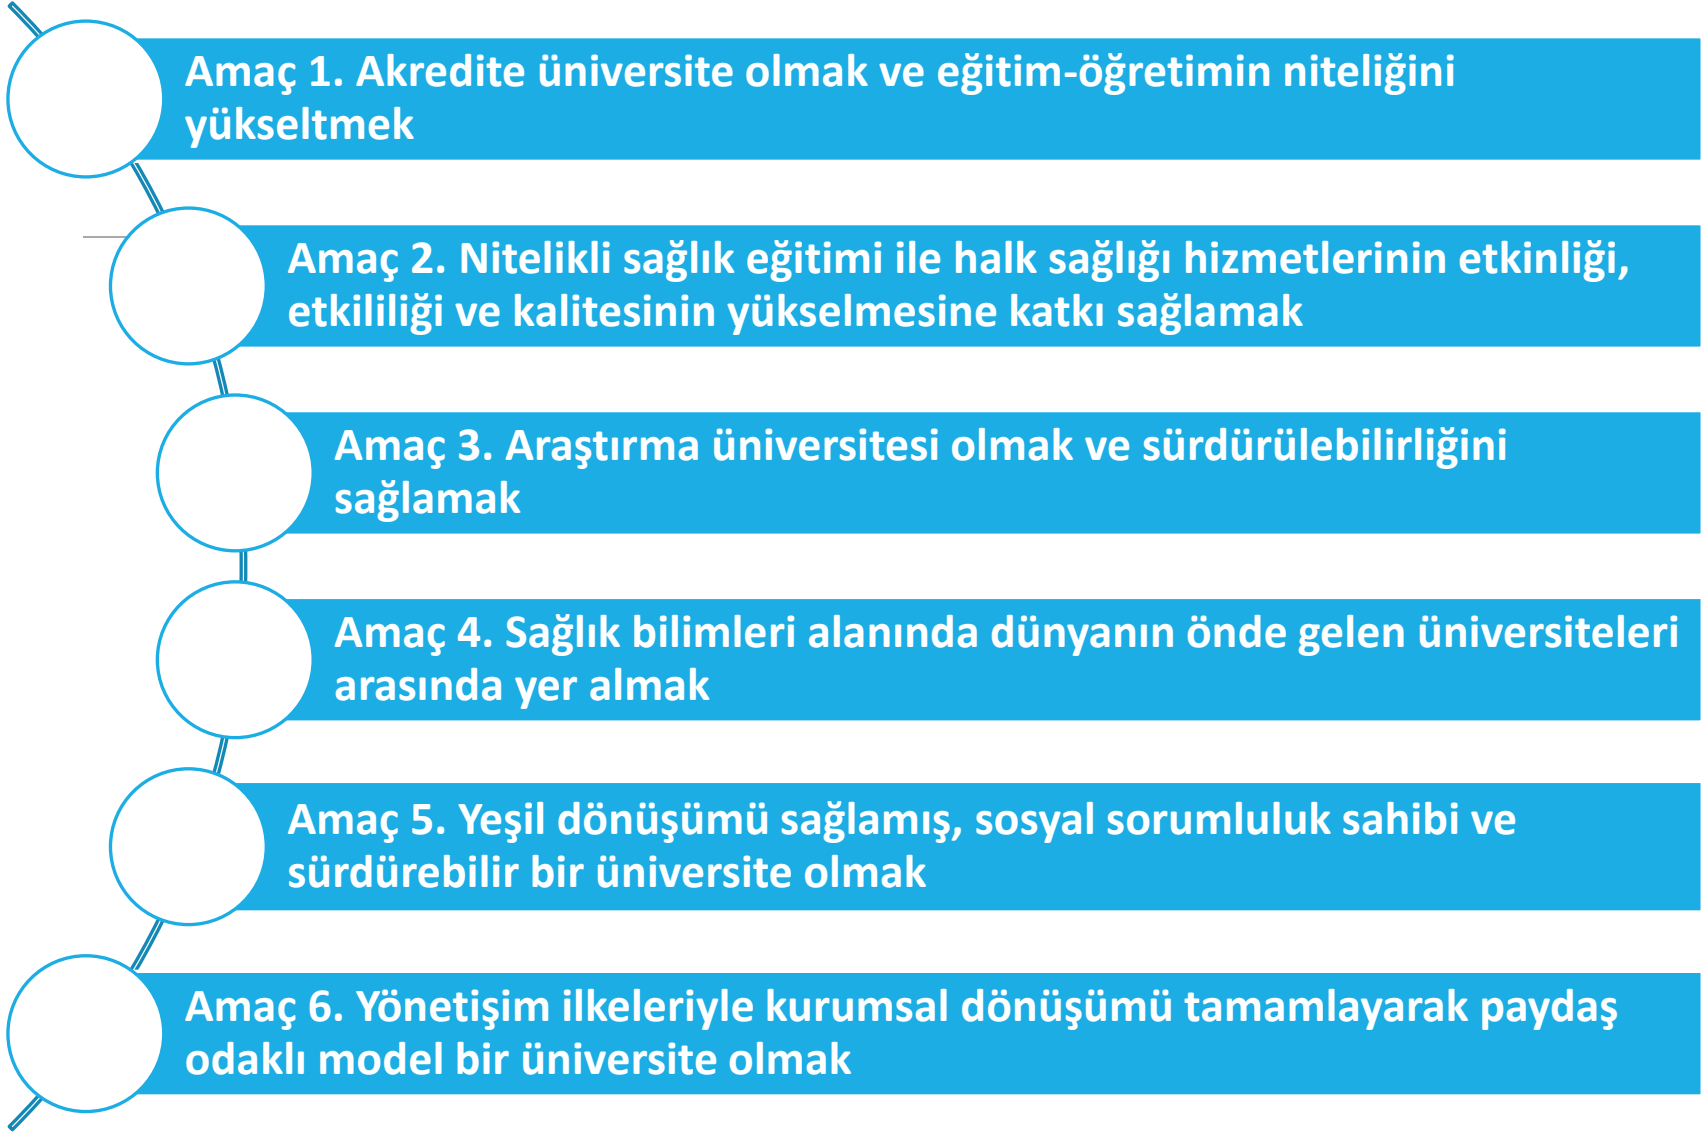 Amaç 1. Akredite üniversite olmak ve eğitim-öğretimin niteliğini
yükseltmek
Amaç 2. Nitelikli sağlık eğitimi ile halk sağlığı hizmetlerinin etkinliği,
etkililiği ve kalitesinin yükselmesine katkı sağlamak
Amaç 3. Araştırma üniversitesi olmak ve sürdürülebilirliğini
sağlamak
Amaç 4. Sağlık bilimleri alanında dünyanın önde gelen üniversiteleri
arasında yer almak
Amaç 5. Yeşil dönüşümü sağlamış, sosyal sorumluluk sahibi ve
sürdürebilir bir üniversite olmak
Amaç 6. Yönetişim ilkeleriyle kurumsal dönüşümü tamamlayarak paydaş
odaklı model bir üniversite olmak